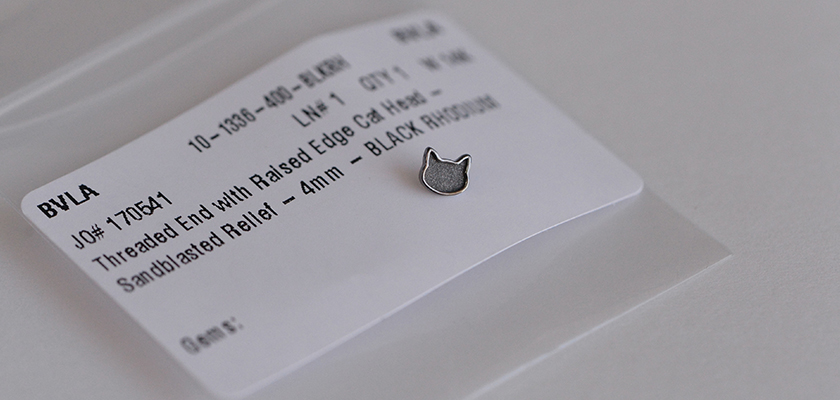 BVLA
10-1336-400-BLKRH
LN# 1 QTY 1
BVLA
JO# 170541
Threaded End with Raised Edge Cat Head -
Sandblasted Relief - 4mm - BLACK RHODIUM
Gems: